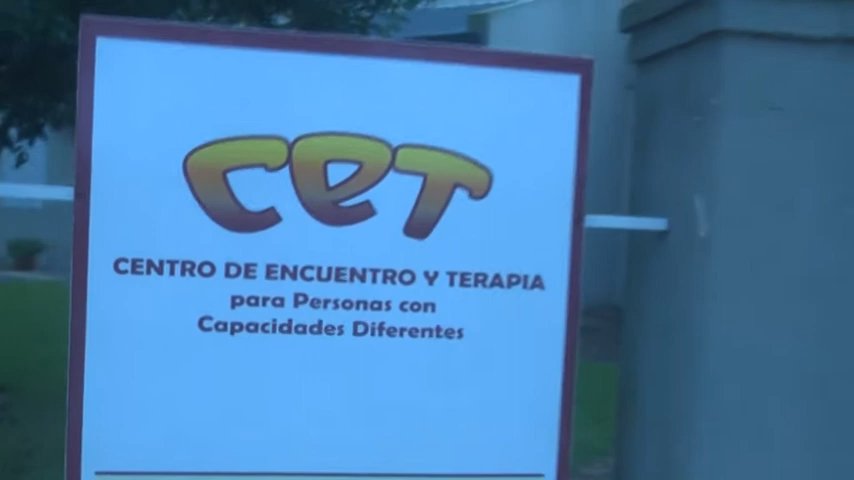 CET
CENTRO DE ENCUENTRO Y TERAPIA
para Personas con
Capacidades Diferentes